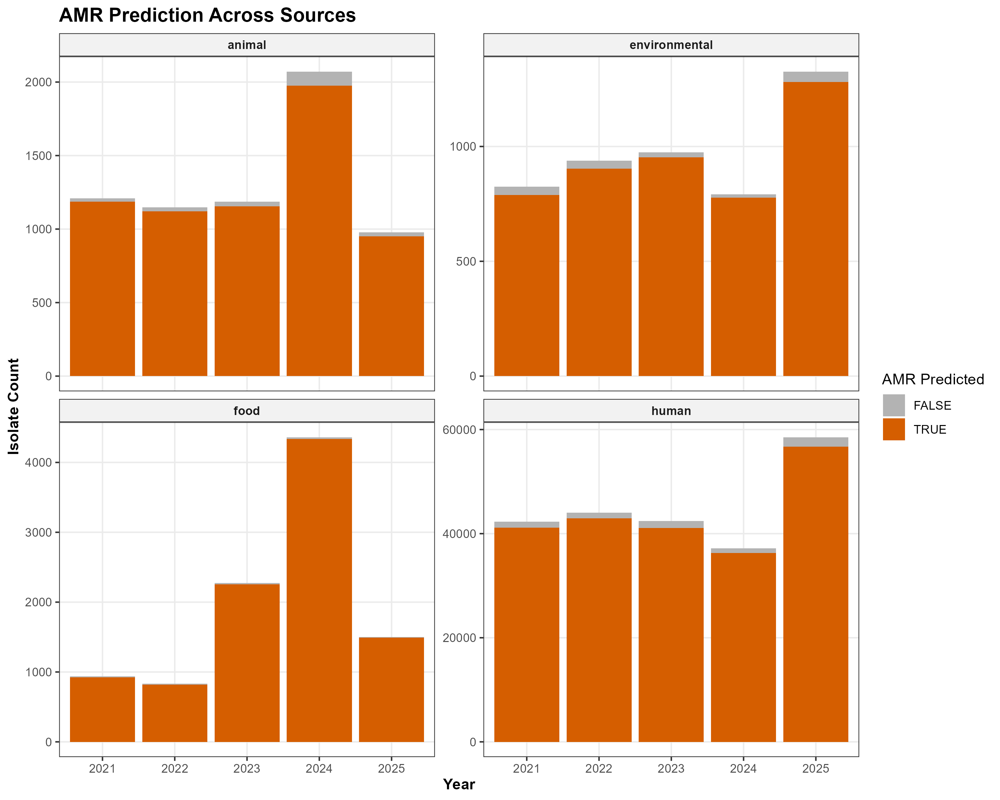 AMR Prediction Across Sources
animal
environmental
2000
1500
1000
500
0
1000
500
0
food
human
4000
3000
2000
1000
0
60000
40000
20000
0
2021 2022 2023 2024 2025
2021 2022 2023 2024 2025
Year
Isolate Count
AMR Predicted
FALSE
TRUE